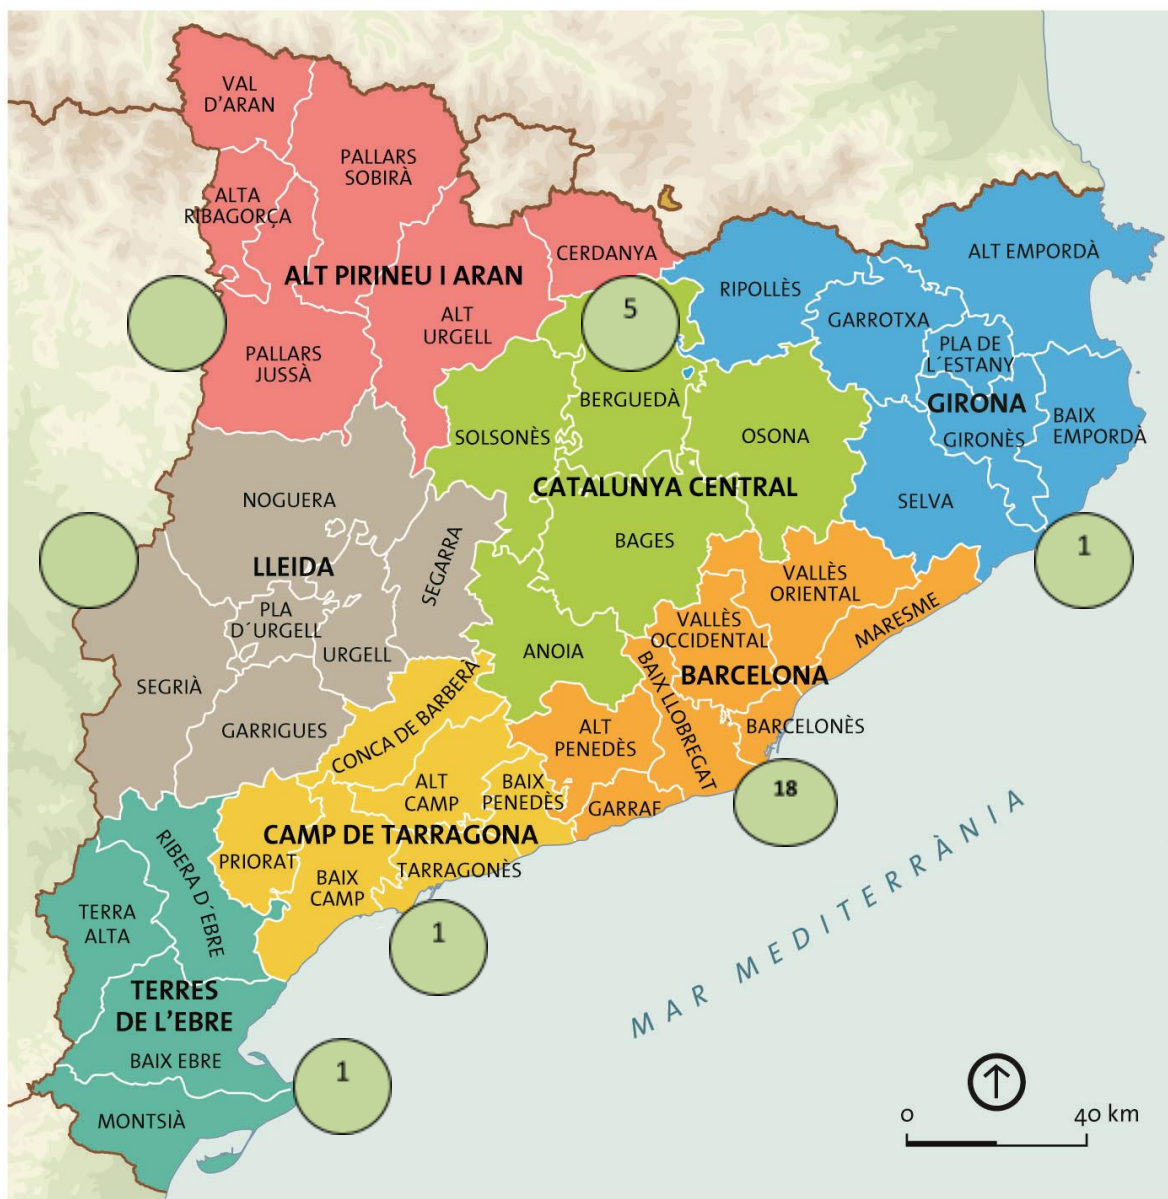 VAL
D'ARAN
PALLARS
SOBIRÀ
ALTA
RIBAGORÇA
CERDANYA
ALT PIRINEU I ARAN
ALT
URGELL
PALLARS
JUSSÀ
5
RIPOLLÈS
ALT EMPORDÀ
GARROTXA
PLA DE
L´ESTANY
GIRONA
GIRONÈS
BAIX
EMPORDÀ
SELVA
1
BERGUEDÀ
SOLSONÈS
OSONA
CATALUNYA CENTRAL
BAGES
ANOIA
NOGUERA
LLEIDA
SEGARRA
PLA
D´URGELL
URGELL
SEGRIÀ
GARRIGUES
VALLÈS
ORIENTAL
VALLÈS
OCCIDENTAL
MARESME
BARCELONA
BAIX LLOBREGAT
BARCELONÈS
ALT
PENEDÈS
GARRAF
18
CONCA DE BARBERÀ
ALT
CAMP
BAIX
PENEDÈS
CAMP DE TARRAGONA
PRIORAT
BAIX
CAMP
TARRAGONÈS
1
RIBERA D´EBRE
TERRA
ALTA
TERRES
DE L'EBRE
BAIX EBRE
MONTSIÀ
1
MAR MEDITERRÀNIA
0 40 km